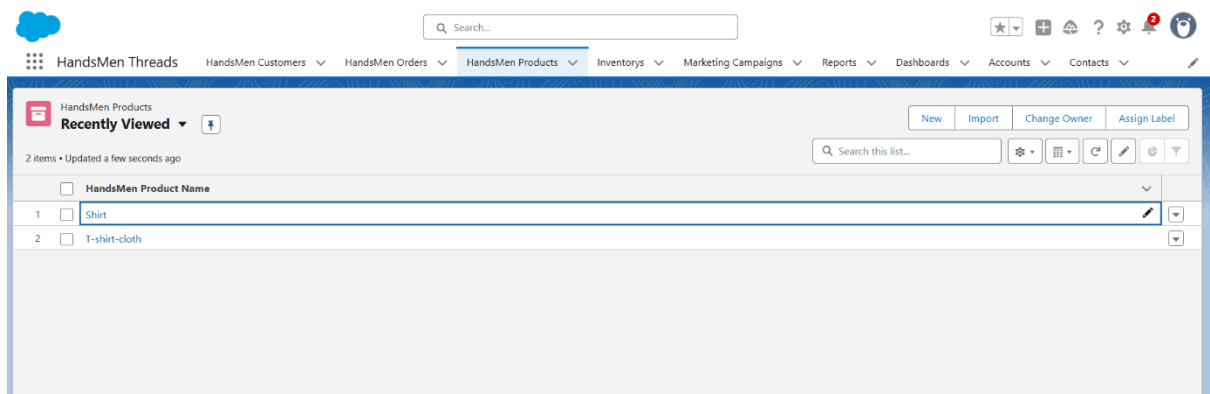 Search...
2
HandsMen Threads HandsMen Customers HandsMen Orders HandsMen Products Inventorys Marketing Campaigns Reports Dashboards Accounts Contacts
HandsMen Products
Recently Viewed
New Import Change Owner Assign Label
2 items • Updated a few seconds ago
Search this list...
HandsMen Product Name
1 Shirt
2 T-shirt-cloth